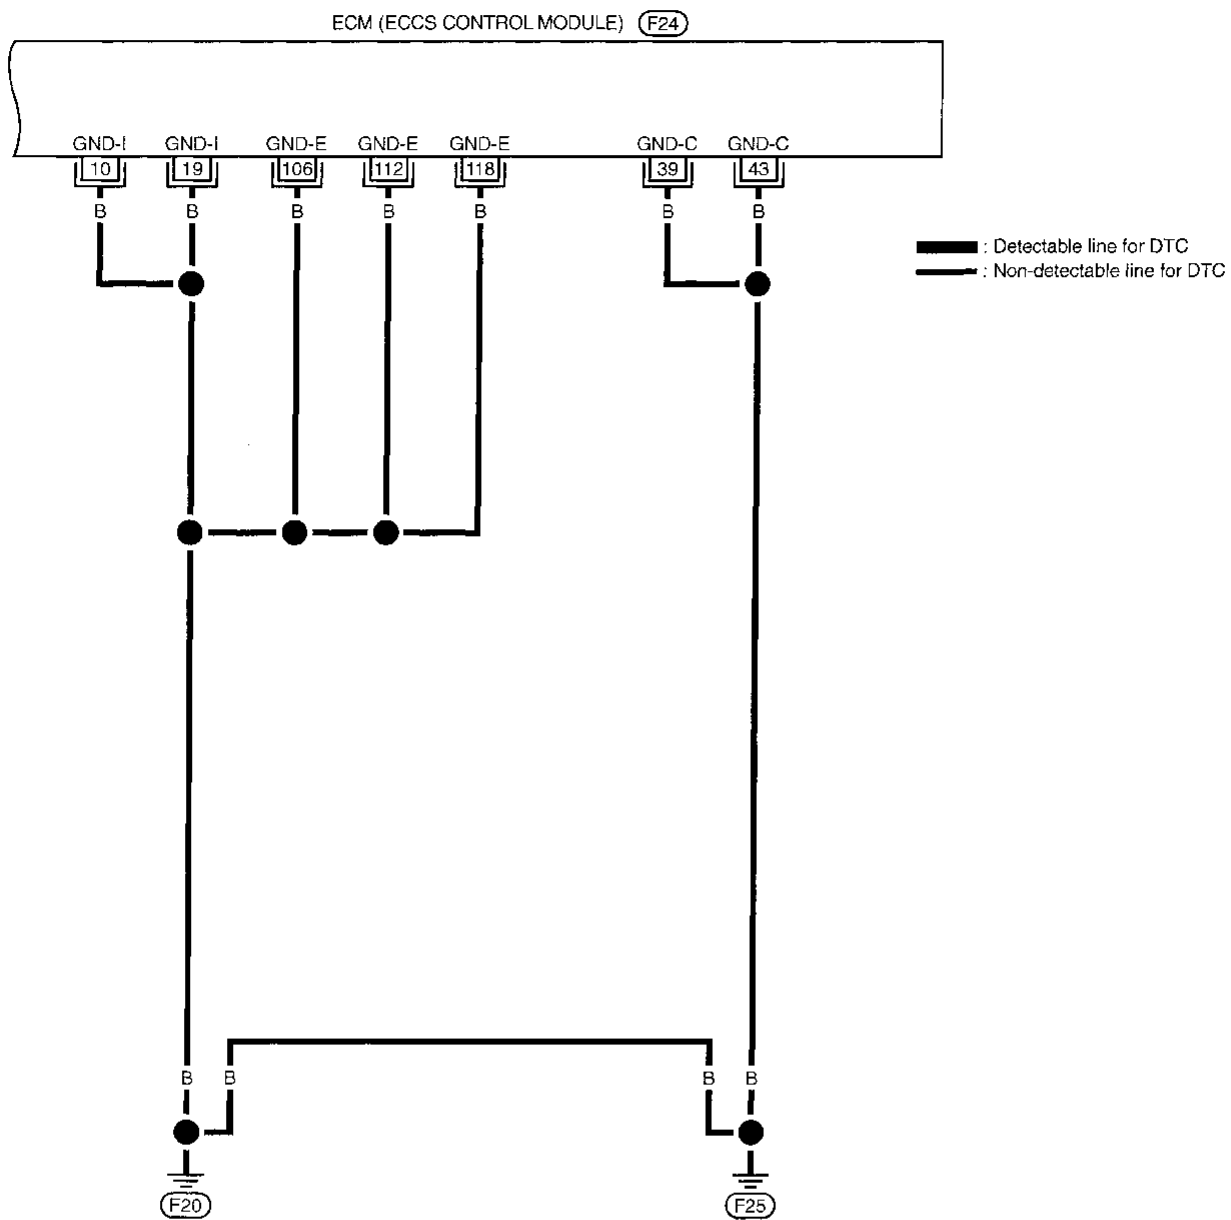 ECM (ECCS CONTROL MODULE) F24
GND-I GND-I GND-E GND-E GND-E GND-C GND-C
10 19 106 112 118 39 43
B B B B B B B
: Detectable line for DTC
: Non-detectable line for DTC
B B B B
F20 F25